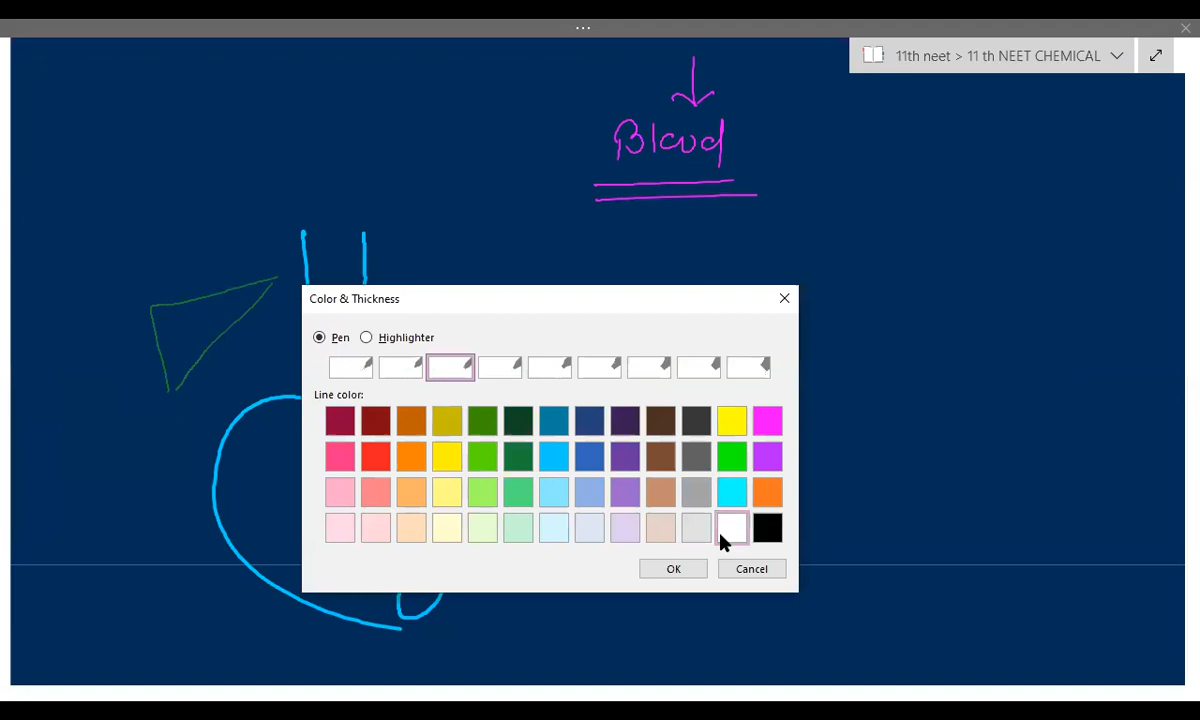 ...
11th neet > 11 th NEET CHEMICAL
Blood
Color & Thickness
Pen Highlighter
Line color:
OK Cancel